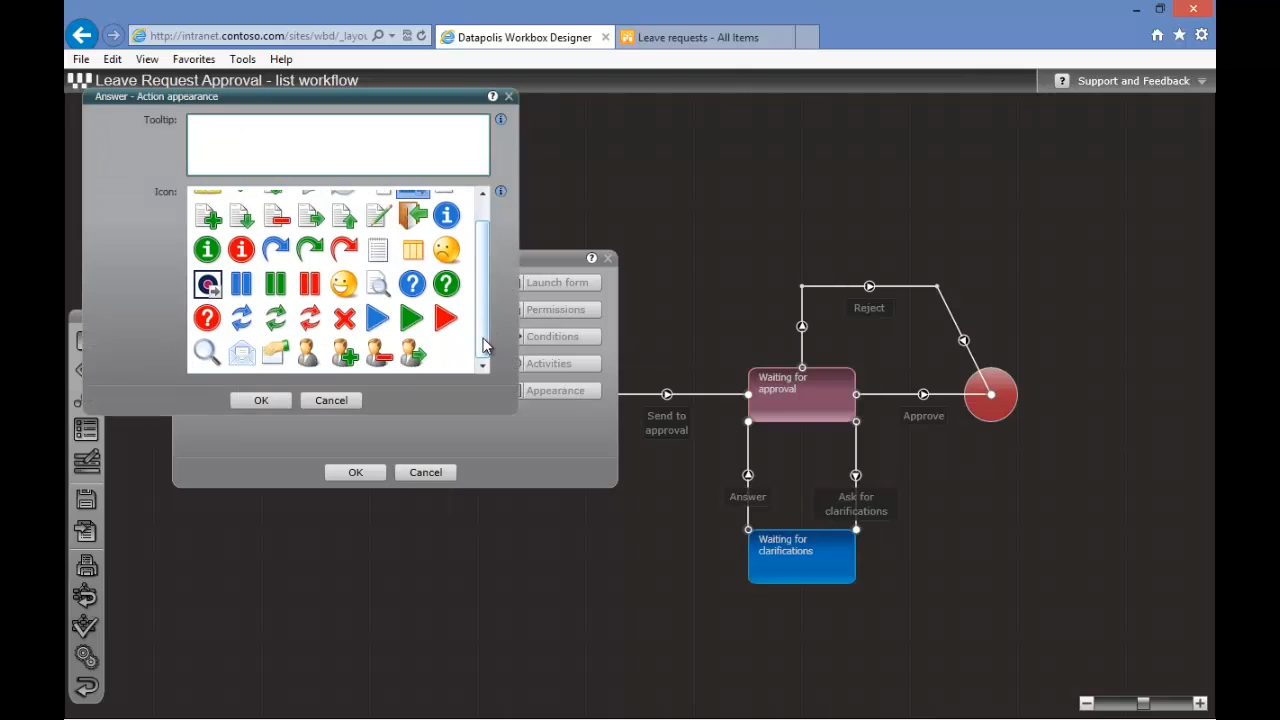 http://intranet.contoso.com/sites/wbd/_layou
Datapolis Workbox Designer
Leave requests - All Items
File Edit View Favorites Tools Help
Leave Request Approval - list workflow
? Support and Feedback
Answer - Action appearance
Tooltip:
Icon:
OK Cancel
Launch form
Permissions
Conditions
Activities
Appearance
OK Cancel
Reject
Waiting for
approval
Send to
approval
Approve
Answer
Ask for
clarifications
Waiting for
clarifications